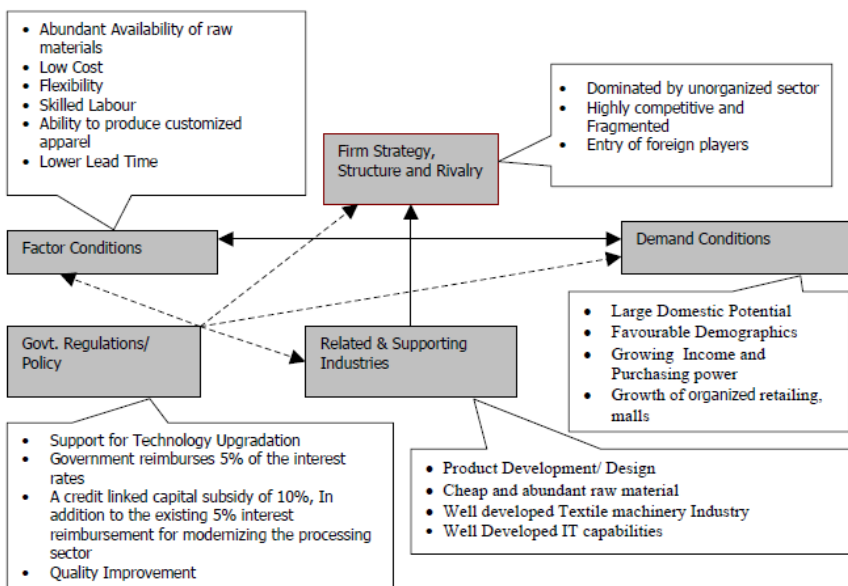 • Abundant Availability of raw
materials
• Low Cost
• Flexibility
• Skilled Labour
• Ability to produce customized
apparel
• Lower Lead Time
• Dominated by unorganized sector
• Highly competitive and
Fragmented
• Entry of foreign players
Firm Strategy,
Structure and Rivalry
Factor Conditions
Demand Conditions
• Large Domestic Potential
• Favourable Demographics
• Growing Income and
Purchasing power
• Growth of organized retailing,
malls
Govt. Regulations/
Policy
Related & Supporting
Industries
• Support for Technology Upgradation
• Government reimburses 5% of the interest
rates
• A credit linked capital subsidy of 10%, In
addition to the existing 5% interest
reimbursement for modernizing the processing
sector
• Quality Improvement
• Product Development/ Design
• Cheap and abundant raw material
• Well developed Textile machinery Industry
• Well Developed IT capabilities